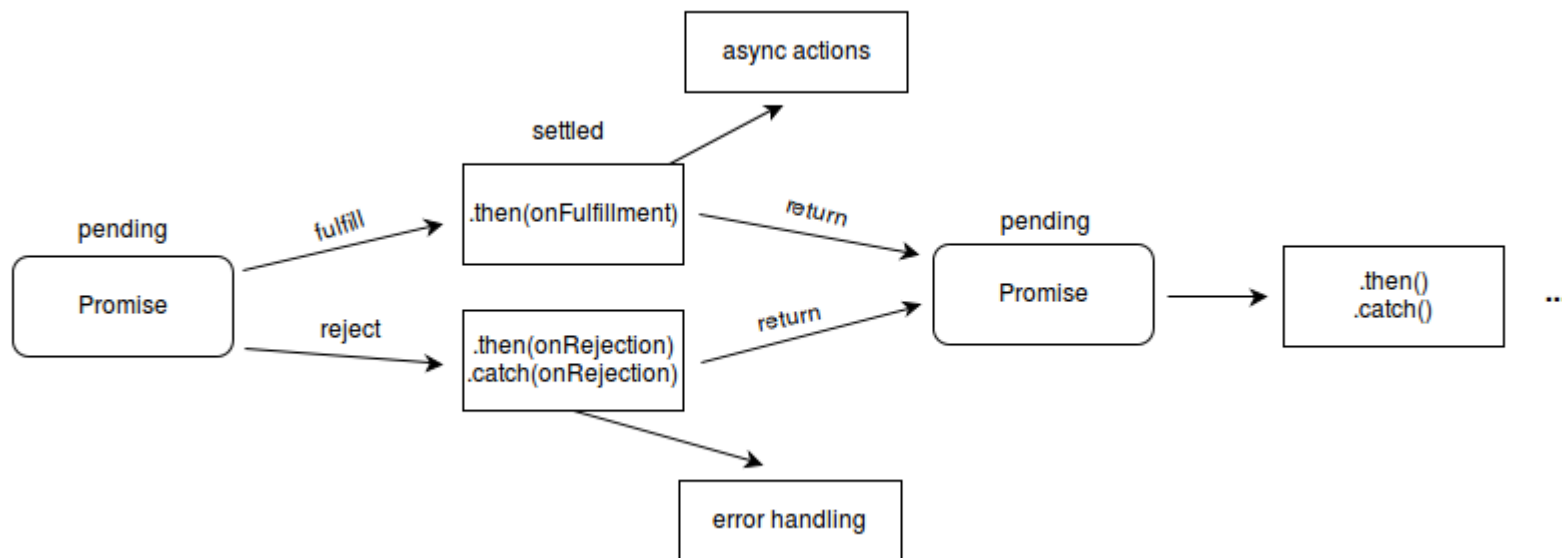 async actions
settled
.then(onFulfillment)
fulfill
return
pending
pending
Promise
Promise
reject
return
.then(onRejection)
.catch(onRejection)
.then()
.catch()
...
error handling